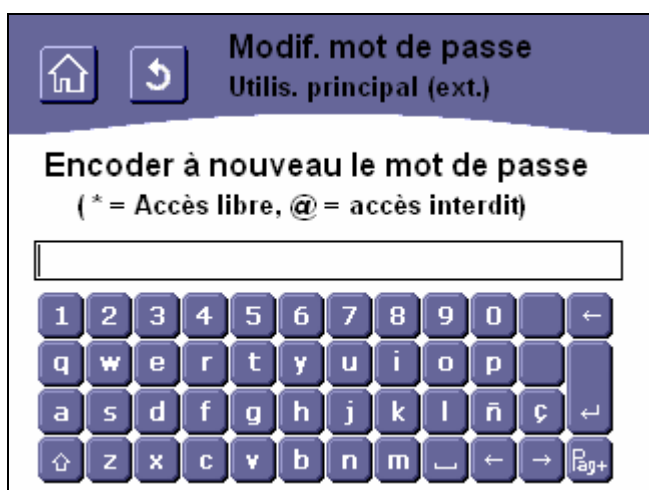 Modif. mot de passe
Utilis. principal (ext.)
Encoder à nouveau le mot de passe
( * = Accès libre, @ = accès interdit)
1 2 3 4 5 6 7 8 9 0 ←
q w e r t y u i o p
a s d f g h j k l ñ ç ↵
⇧ z x c v b n m ⎵ ← → Pág+